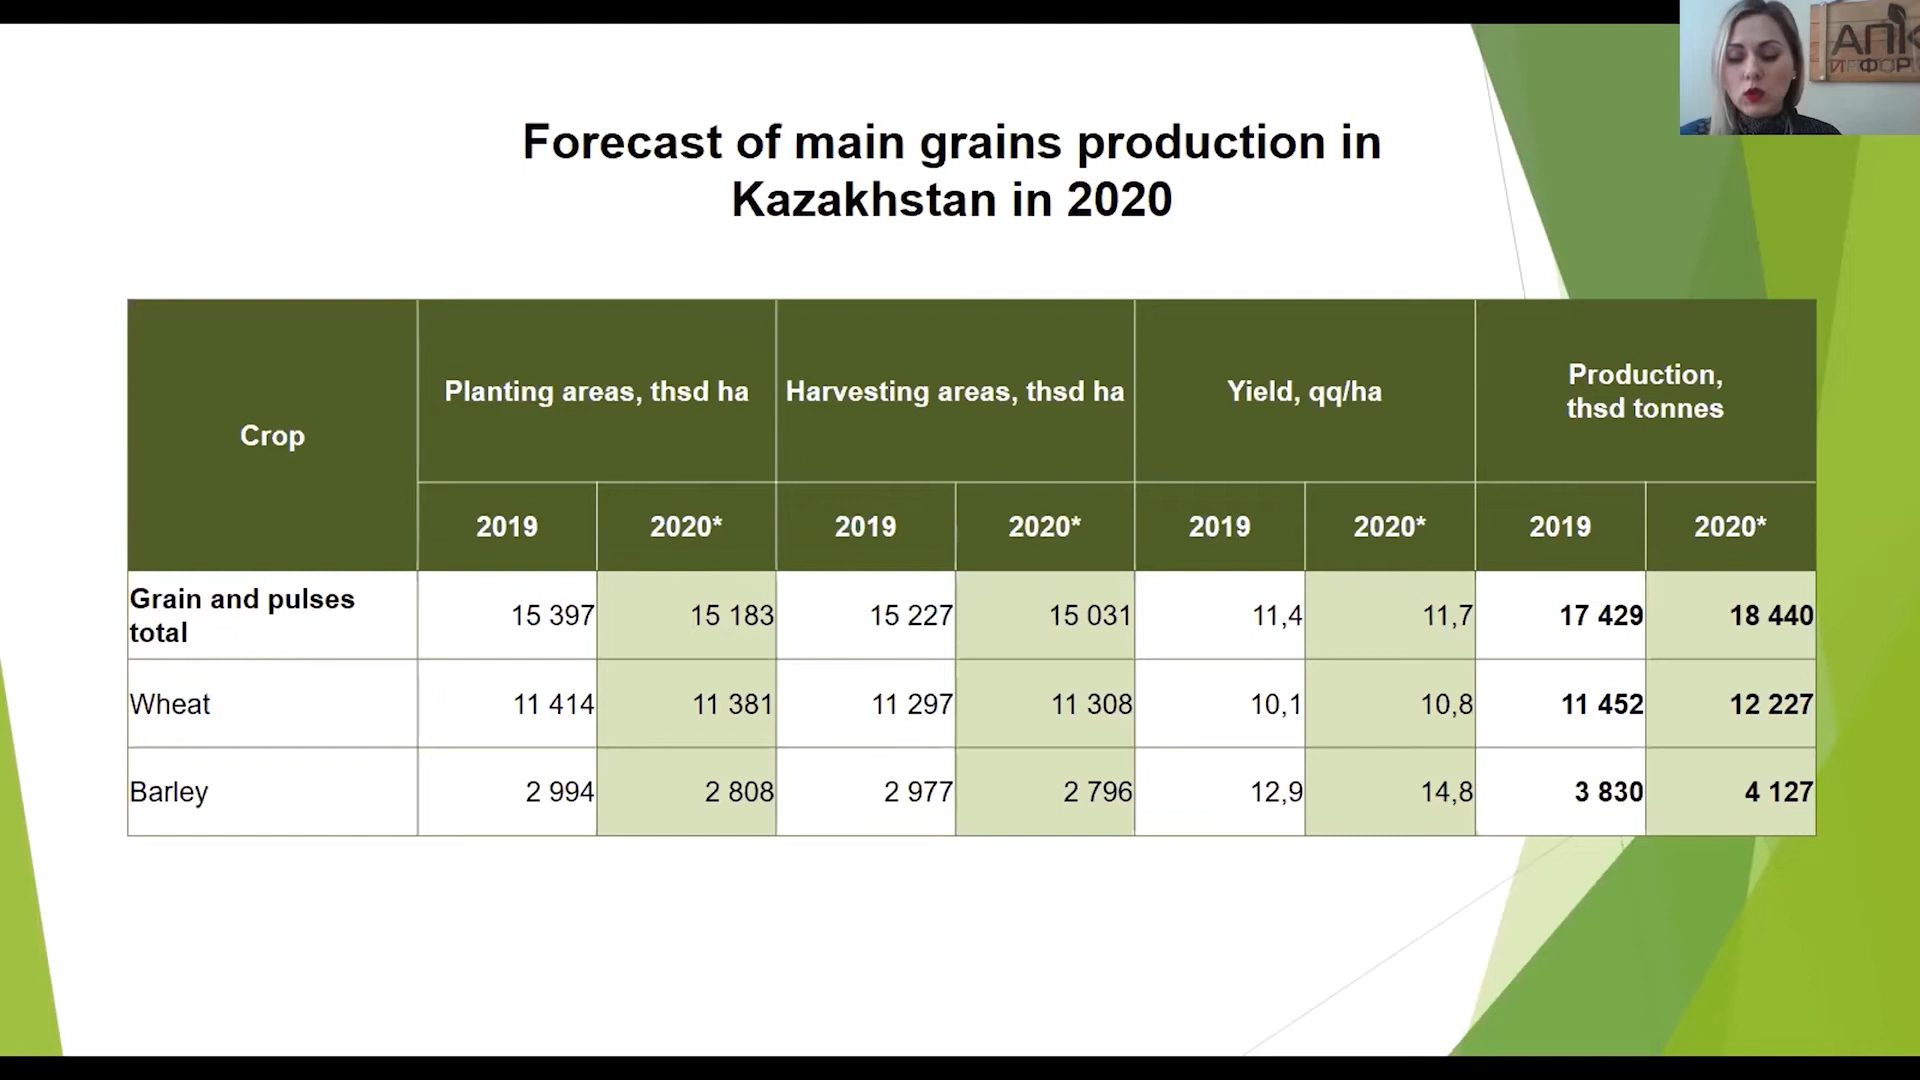 АПК
ИНФОР
Forecast of main grains production in
Kazakhstan in 2020
Crop
Planting areas, thsd ha
Harvesting areas, thsd ha
Yield, qq/ha
Production,
thsd tonnes
2019 2020* 2019 2020* 2019 2020* 2019 2020*
Grain and pulses
total
15 397 15 183 15 227 15 031 11,4 11,7 17 429 18 440
Wheat 11 414 11 381 11 297 11 308 10,1 10,8 11 452 12 227
Barley 2 994 2 808 2 977 2 796 12,9 14,8 3 830 4 127